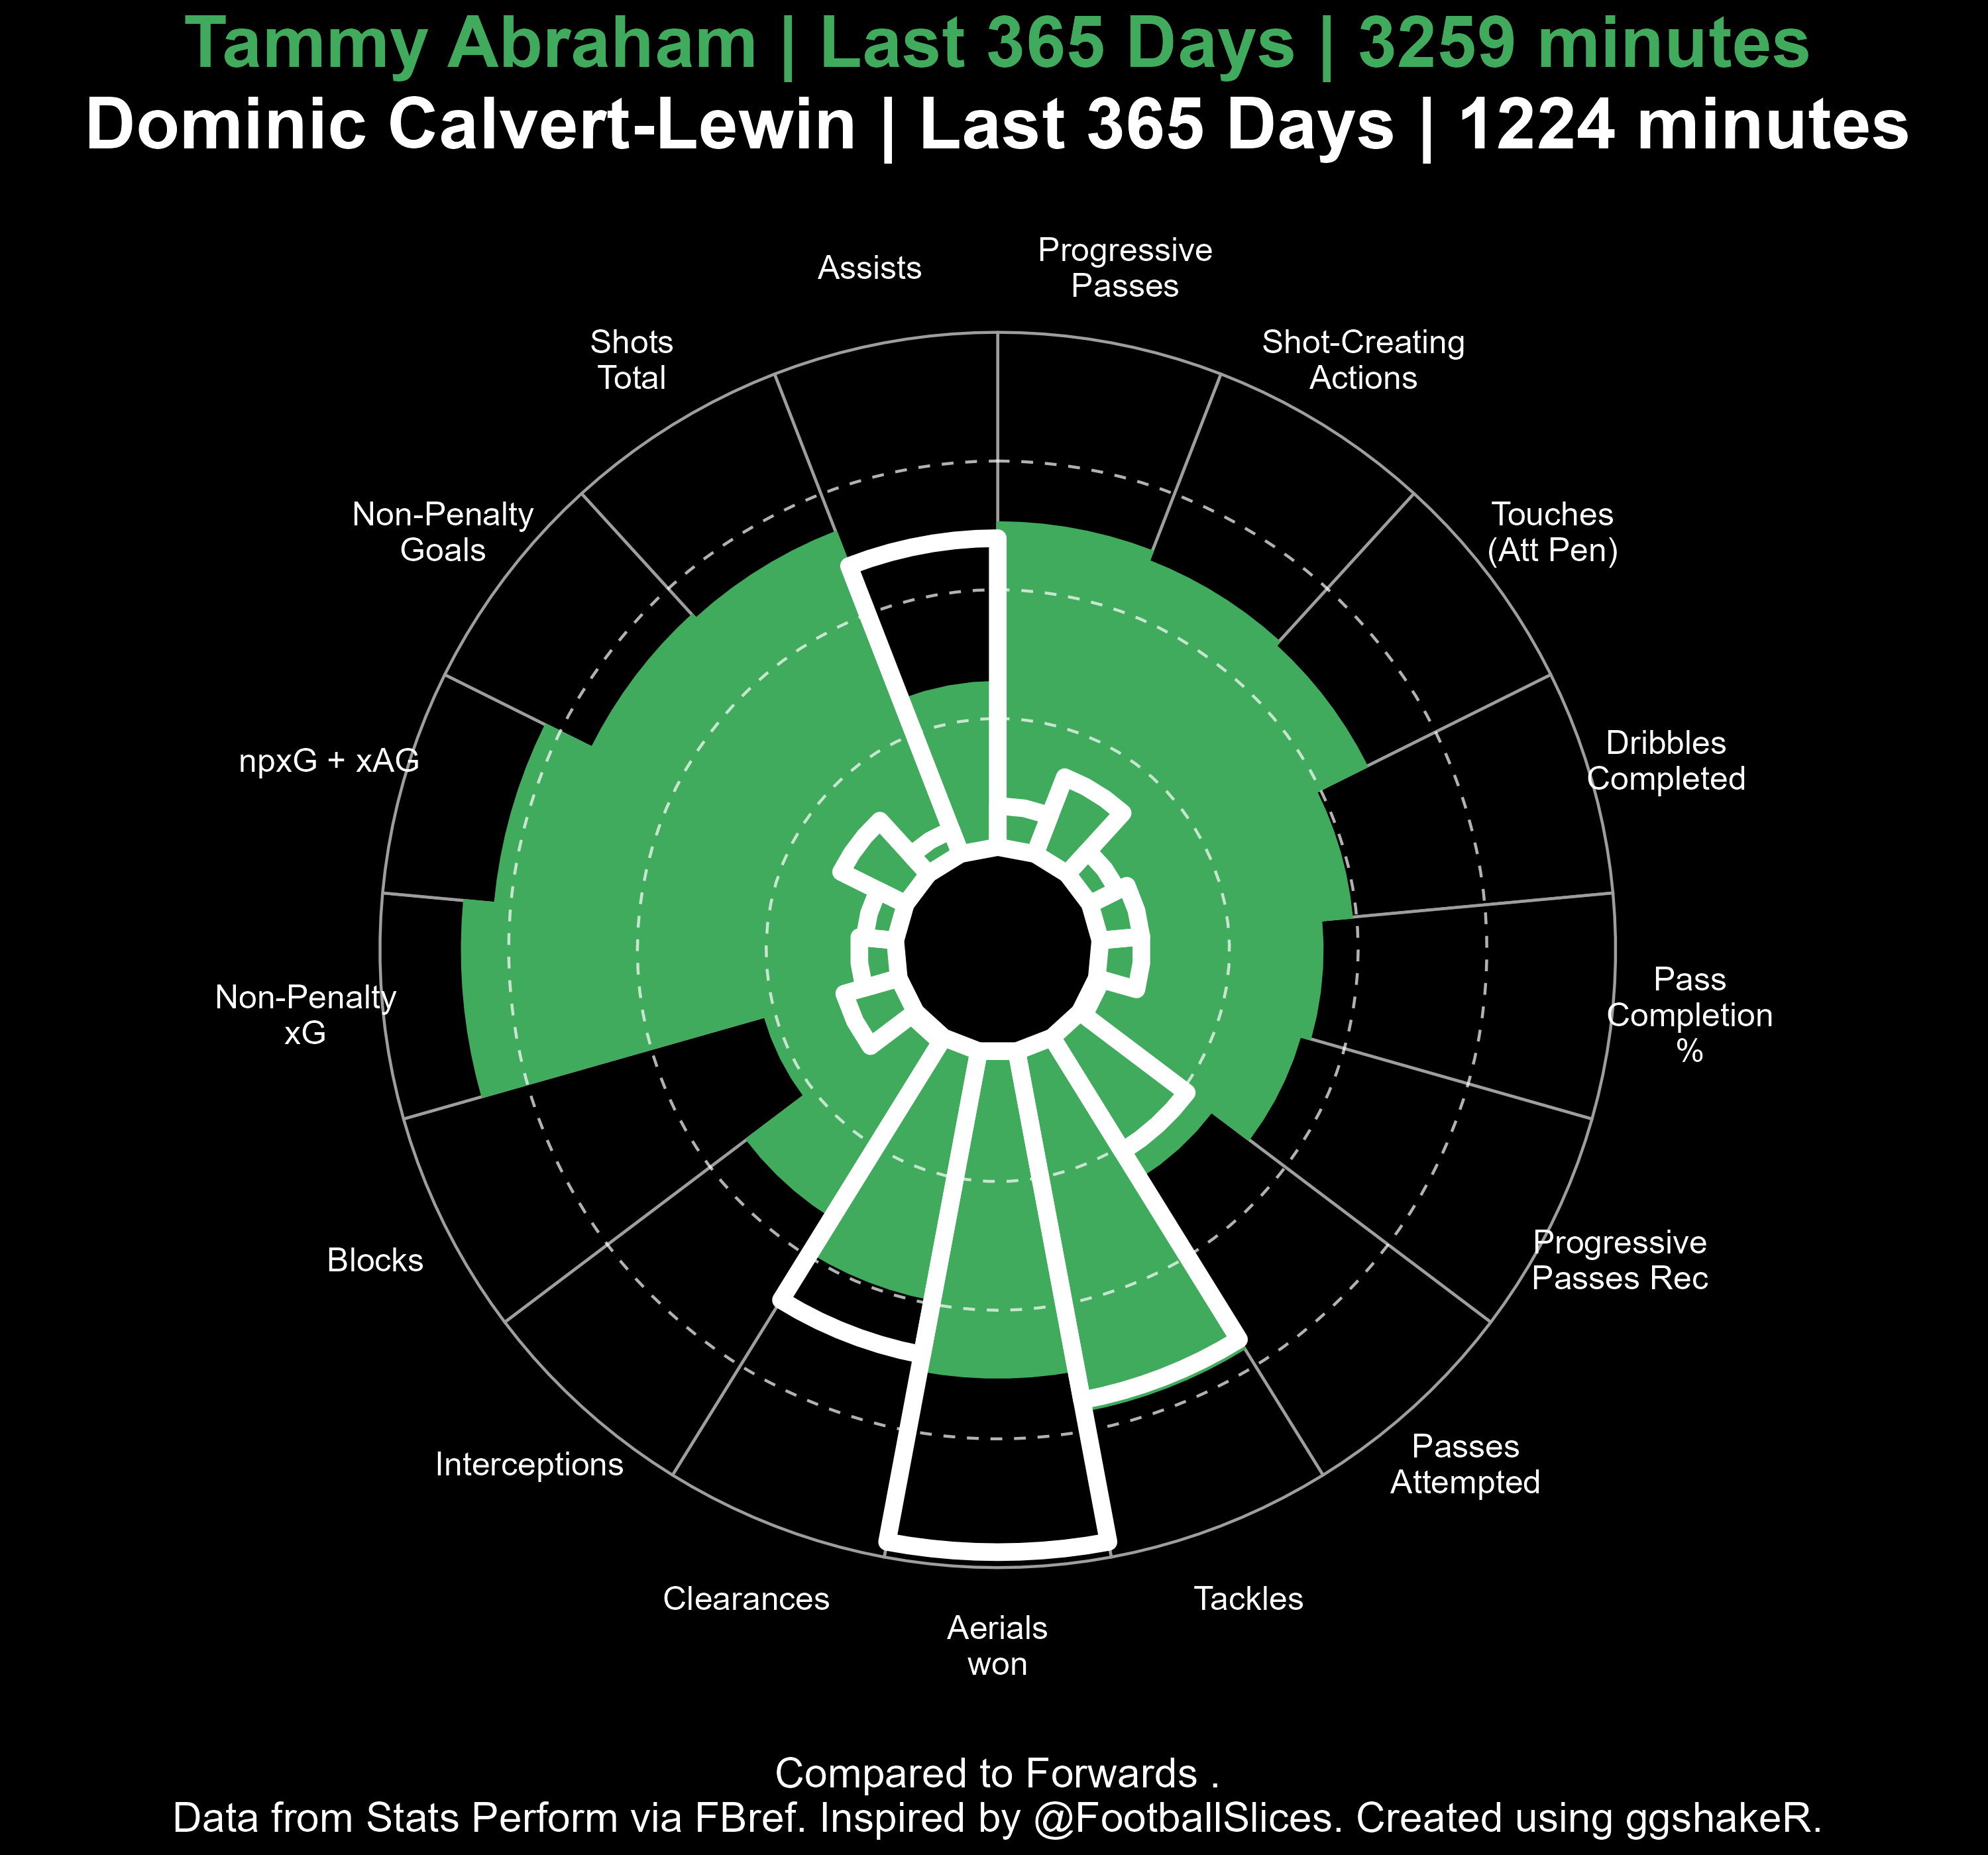 Tammy Abraham | Last 365 Days | 3259 minutes
Dominic Calvert-Lewin | Last 365 Days | 1224 minutes
Progressive
Passes
Assists
Shots
Total
Shot-Creating
Actions
Non-Penalty
Goals
Touches
(Att Pen)
npxG + xAG
Dribbles
Completed
Non-Penalty
xG
Pass
Completion
%
Blocks
Progressive
Passes Rec
Interceptions
Passes
Attempted
Clearances
Aerials
won
Tackles
Compared to Forwards .
Data from Stats Perform via FBref. Inspired by @FootballSlices. Created using ggshakeR.